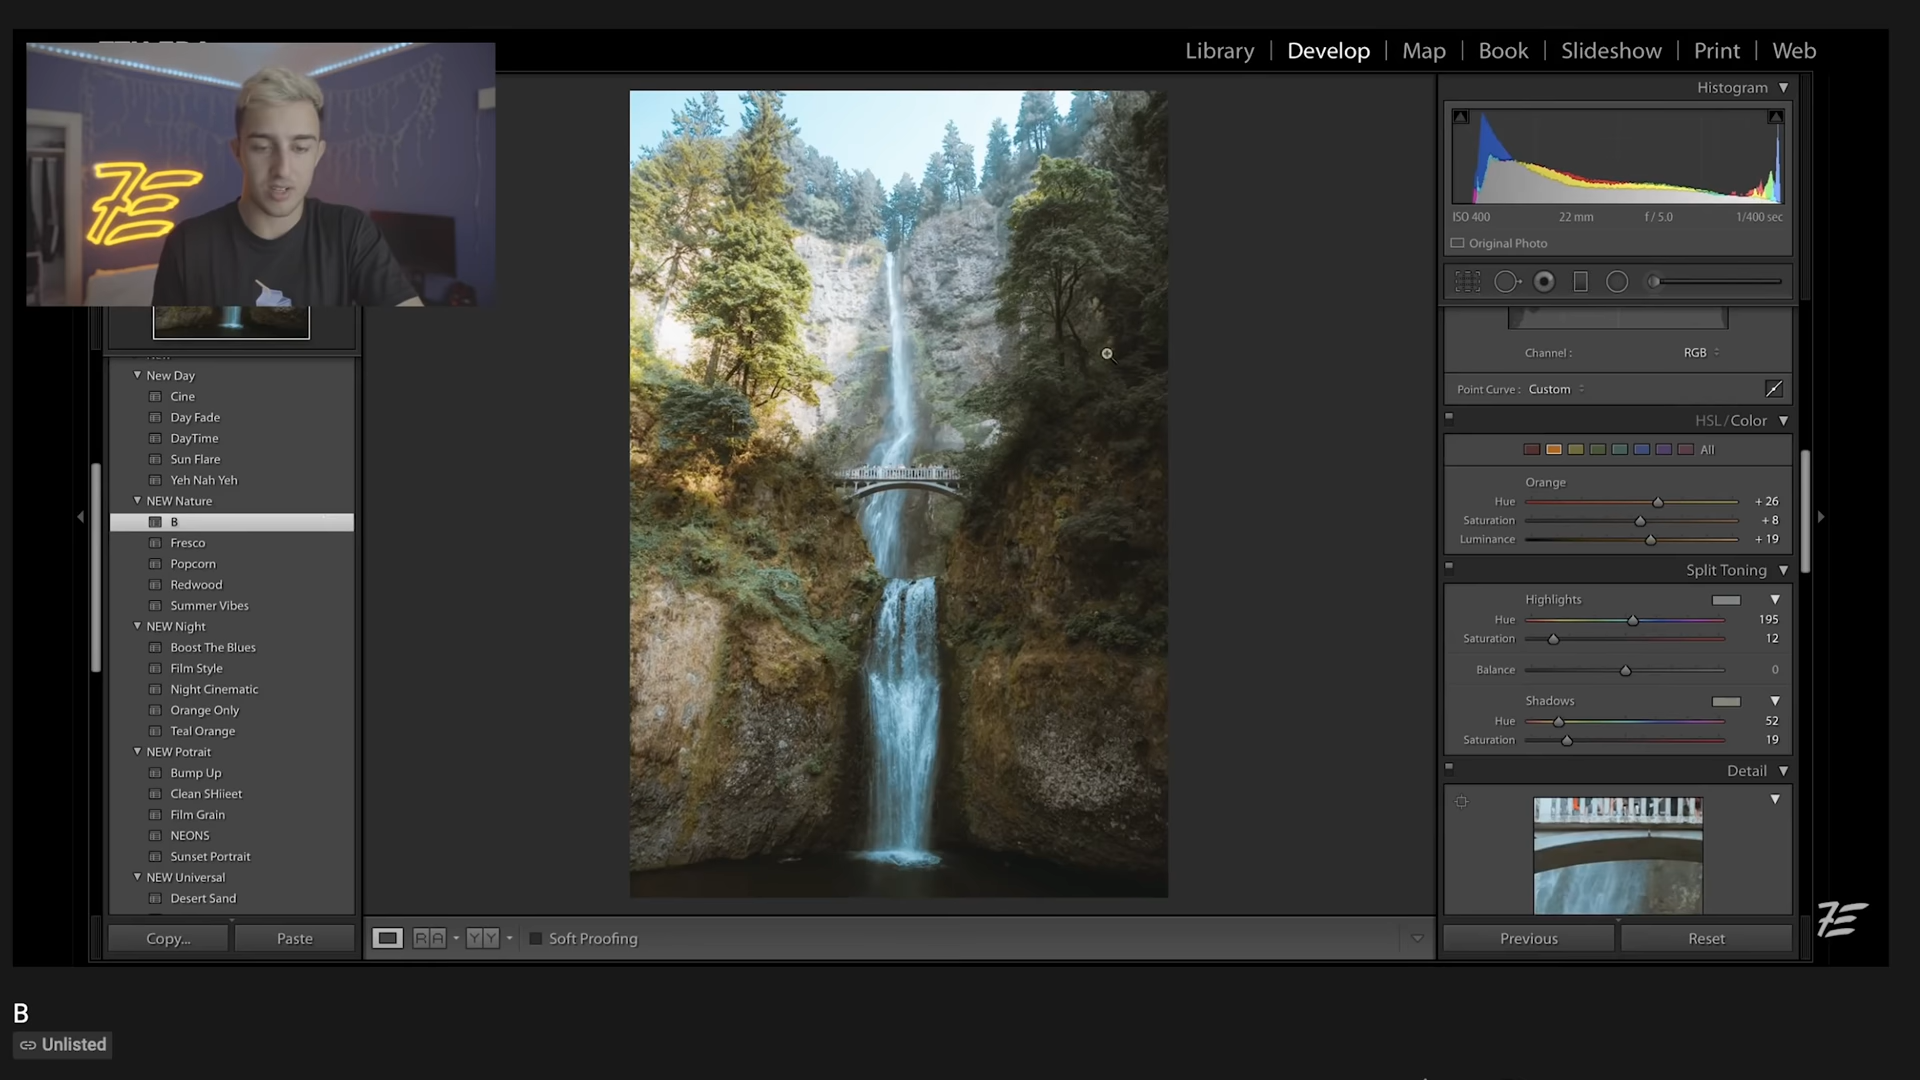 Library | Develop | Map | Book | Slideshow | Print | Web
Histogram
ISO 400 22 mm f / 5.0 1/400 sec
Original Photo
Channel : RGB
Point Curve : Custom
HSL / Color
All
Orange
Hue + 26
Saturation + 8
Luminance + 19
Split Toning
Highlights
Hue 195
Saturation 12
Balance 0
Shadows
Hue 52
Saturation 19
Detail
Previous Reset
New Day
Cine
Day Fade
DayTime
Sun Flare
Yeh Nah Yeh
NEW Nature
B
Fresco
Popcorn
Redwood
Summer Vibes
NEW Night
Boost The Blues
Film Style
Night Cinematic
Orange Only
Teal Orange
NEW Potrait
Bump Up
Clean SHiieet
Film Grain
NEONS
Sunset Portrait
NEW Universal
Desert Sand
Copy... Paste
R A Y Y Soft Proofing
7E
7E
B
Unlisted